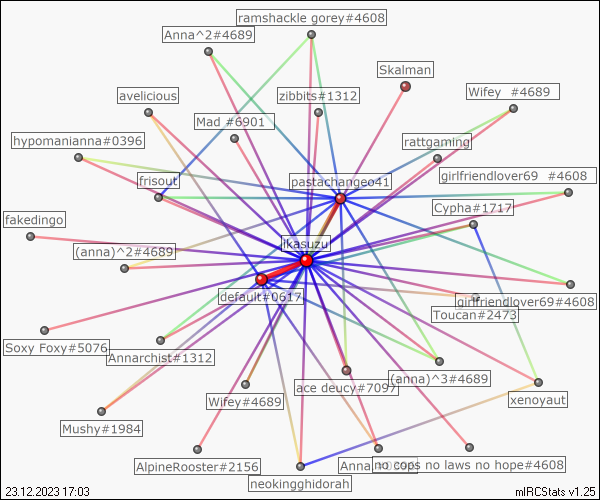 ramshackle gorey#4608
Anna^2#4689
Skalman
Wifey #4689
avelicious
zibbits#1312
Mad #6901
hypomanianna#0396
rattgaming
girlfriendlover69 #4608
frisout
pastachangeo41
Cypha#1717
fakedingo
(anna)^2#4689
ikasuzu
default#0617
girlfriendlover69#4608
Toucan#2473
Soxy Foxy#5076
Annarchist#1312
ace deucy#7097
(anna)^3#4689
xenoyaut
Wifey#4689
Mushy#1984
AlpineRooster#2156
Anna
no cops no laws no hope#4608
neokingghidorah
23.12.2023 17:03
mIRCStats v1.25